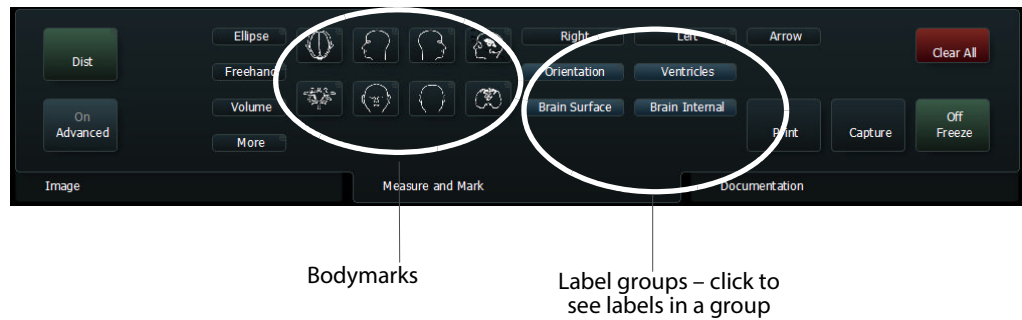 Dist
On
Advanced
Ellipse
Freehand
Volume
More
Right
Left
Arrow
Orientation
Ventricles
Brain Surface
Brain Internal
Print
Capture
Clear All
Off
Freeze
Image
Measure and Mark
Documentation
Bodymarks
Label groups – click to
see labels in a group